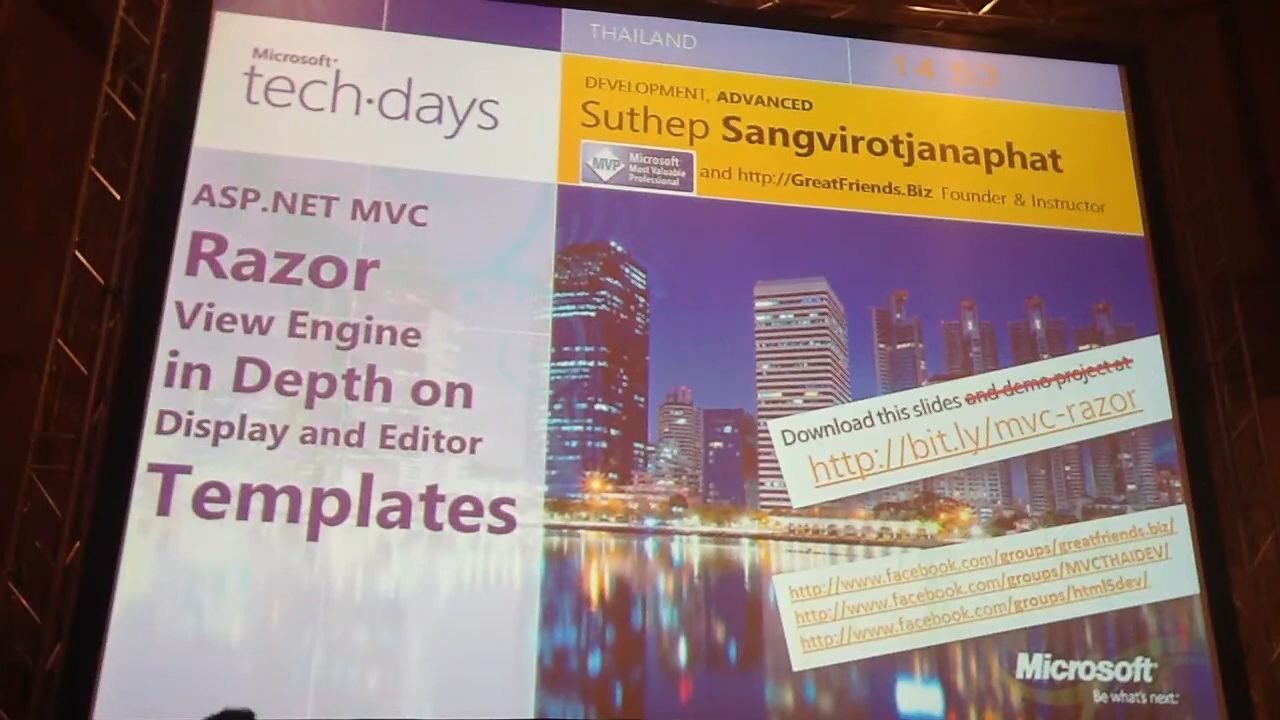 Microsoft
tech·days
ASP.NET MVC
Razor
View Engine
in Depth on
Display and Editor
Templates
THAILAND
14 53
DEVELOPMENT, ADVANCED
Suthep Sangvirotjanaphat
MVP
Microsoft
Most Valuable
Professional
and http://GreatFriends.Biz Founder & Instructor
Download this slides and demo project at
http://bit.ly/mvc-razor
http://www.facebook.com/groups/greatfriends.biz/
http://www.facebook.com/groups/MVCTHAIDEV/
http://www.facebook.com/groups/html5dev/
Microsoft
Be what's next.